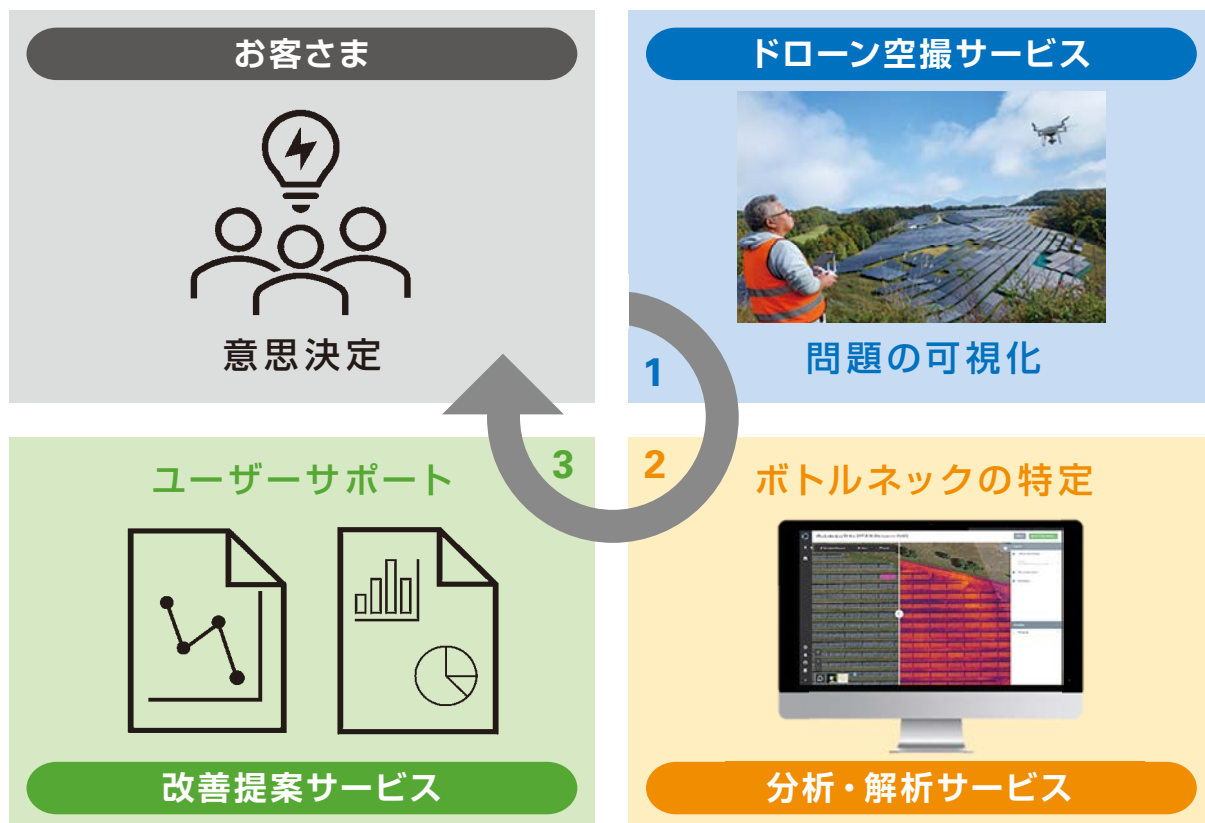 お客さま
意思決定
ドローン空撮サービス
問題の可視化
1
2
ボトルネックの特定
分析・解析サービス
3
ユーザーサポート
改善提案サービス